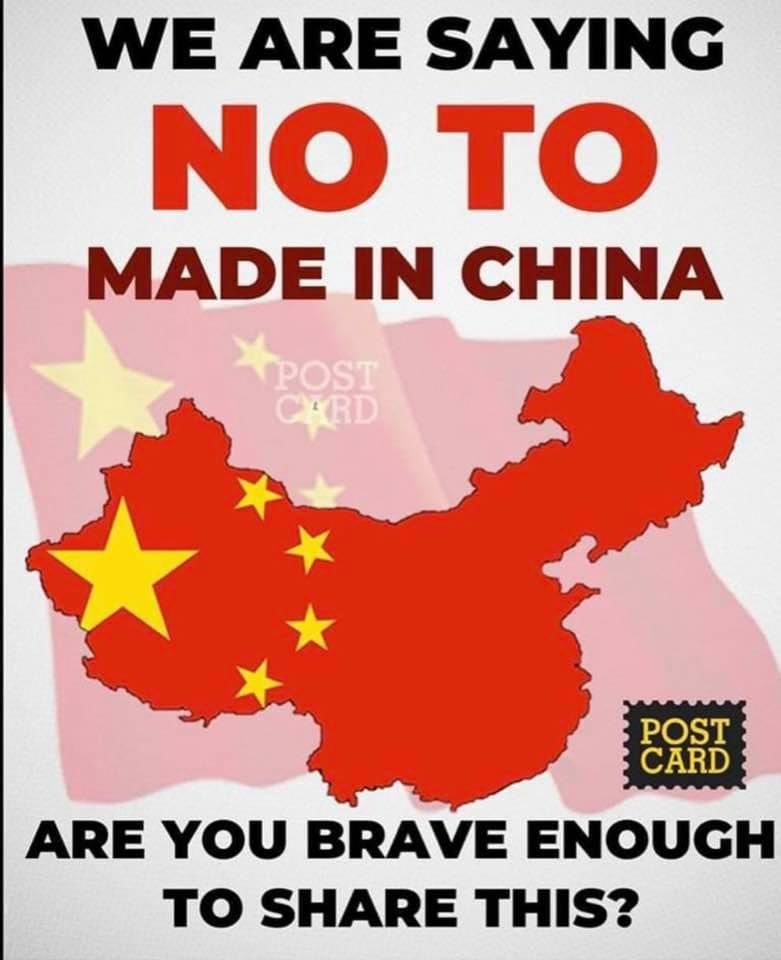 WE ARE SAYING
NO TO
MADE IN CHINA
POST
CARD
POST
CARD
ARE YOU BRAVE ENOUGH
TO SHARE THIS?